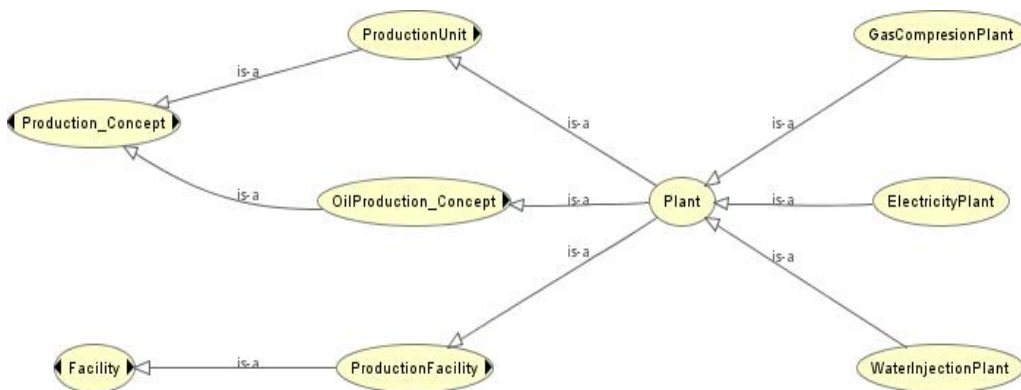 ProductionUnit
GasCompresionPlant
is-a
Production_Concept
is-a
is-a
is-a
OilProduction_Concept
is-a
Plant
is-a
ElectricityPlant
is-a
is-a
Facility
is-a
ProductionFacility
WaterInjectionPlant